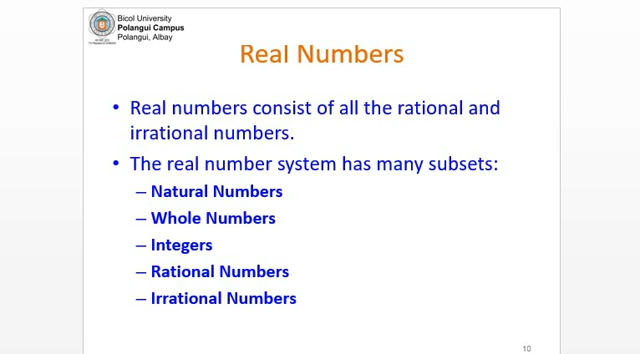 Bicol University
Polangui Campus
Polangui, Albay
Real Numbers
• Real numbers consist of all the rational and
irrational numbers.
• The real number system has many subsets:
– Natural Numbers
– Whole Numbers
– Integers
– Rational Numbers
– Irrational Numbers
10